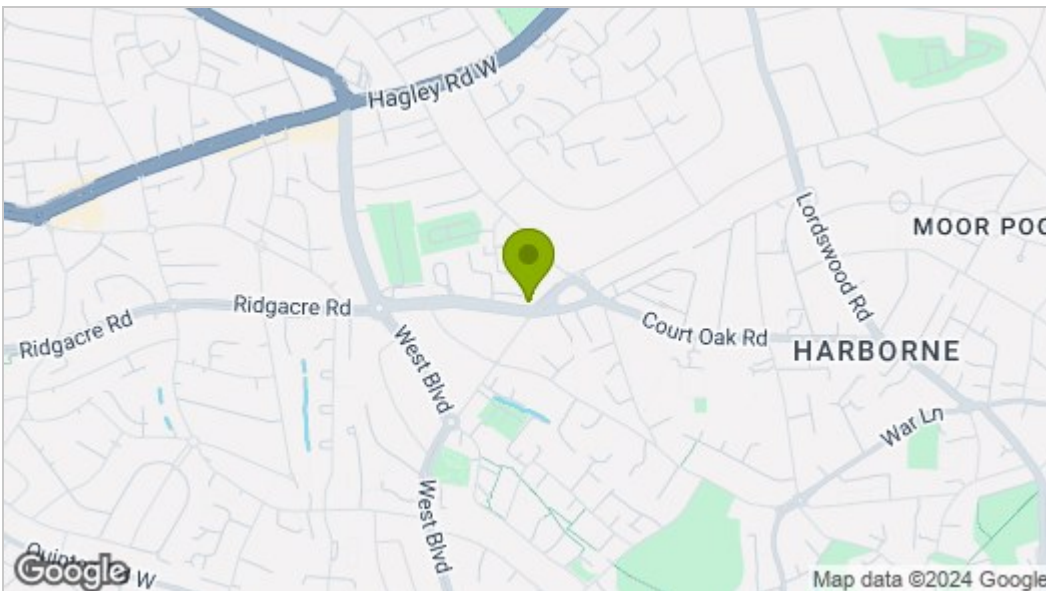 Hagley Rd W
Lordswood Rd
MOOR POO
Ridgacre Rd
Ridgacre Rd
Court Oak Rd
HARBORNE
West Blvd
War Ln
West Blvd
Google
Map data ©2024 Google